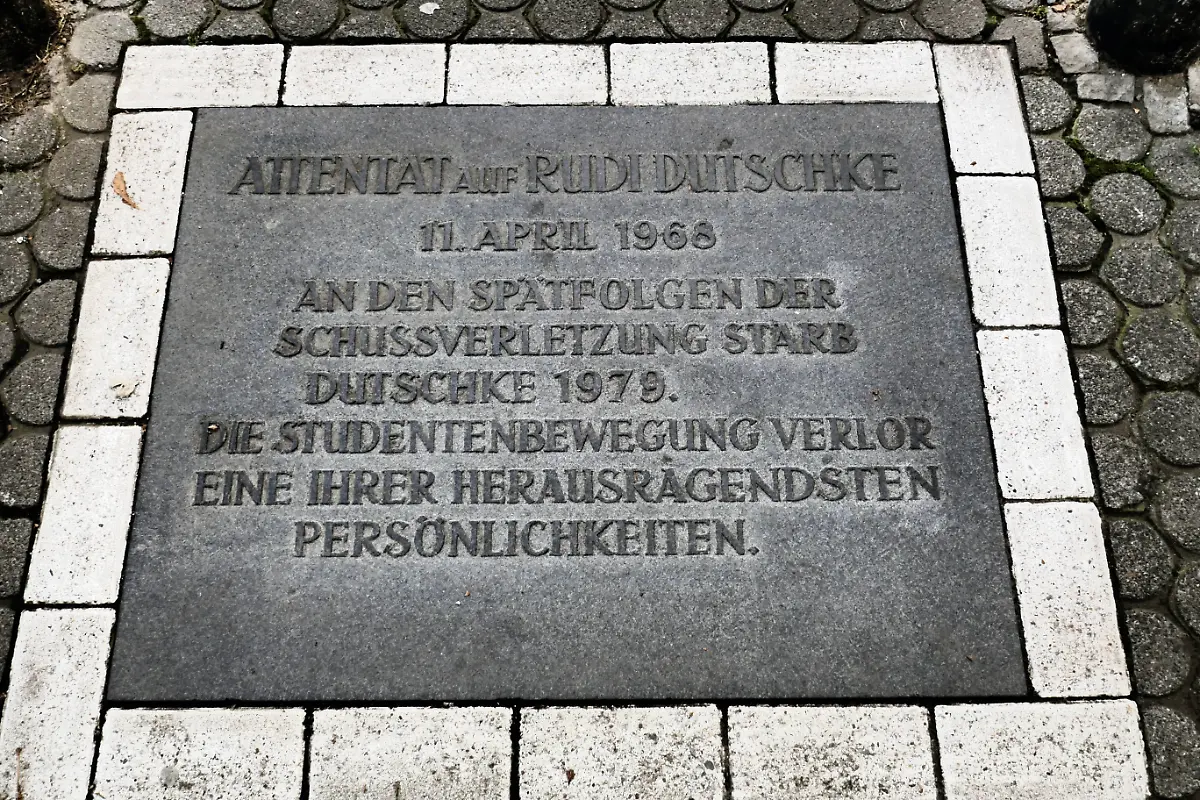 ATTENTAT AUF RUDI DUTSCHKE
11. APRIL 1968
AN DEN SPÄTFOLGEN DER
SCHUSSVERLETZUNG STARB
DUTSCHKE 1979.
DIE STUDENTENBEWEGUNG VERLOR
EINE IHRER HERAUSRAGENDSTEN
PERSÖNLICHKEITEN.